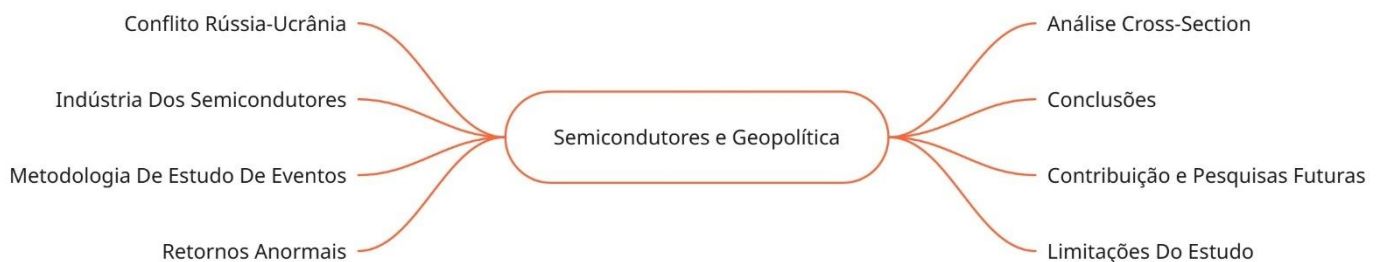 Conflito Rússia-Ucrânia
Indústria Dos Semicondutores
Metodologia De Estudo De Eventos
Retornos Anormais
Semicondutores e Geopolítica
Análise Cross-Section
Conclusões
Contribuição e Pesquisas Futuras
Limitações Do Estudo